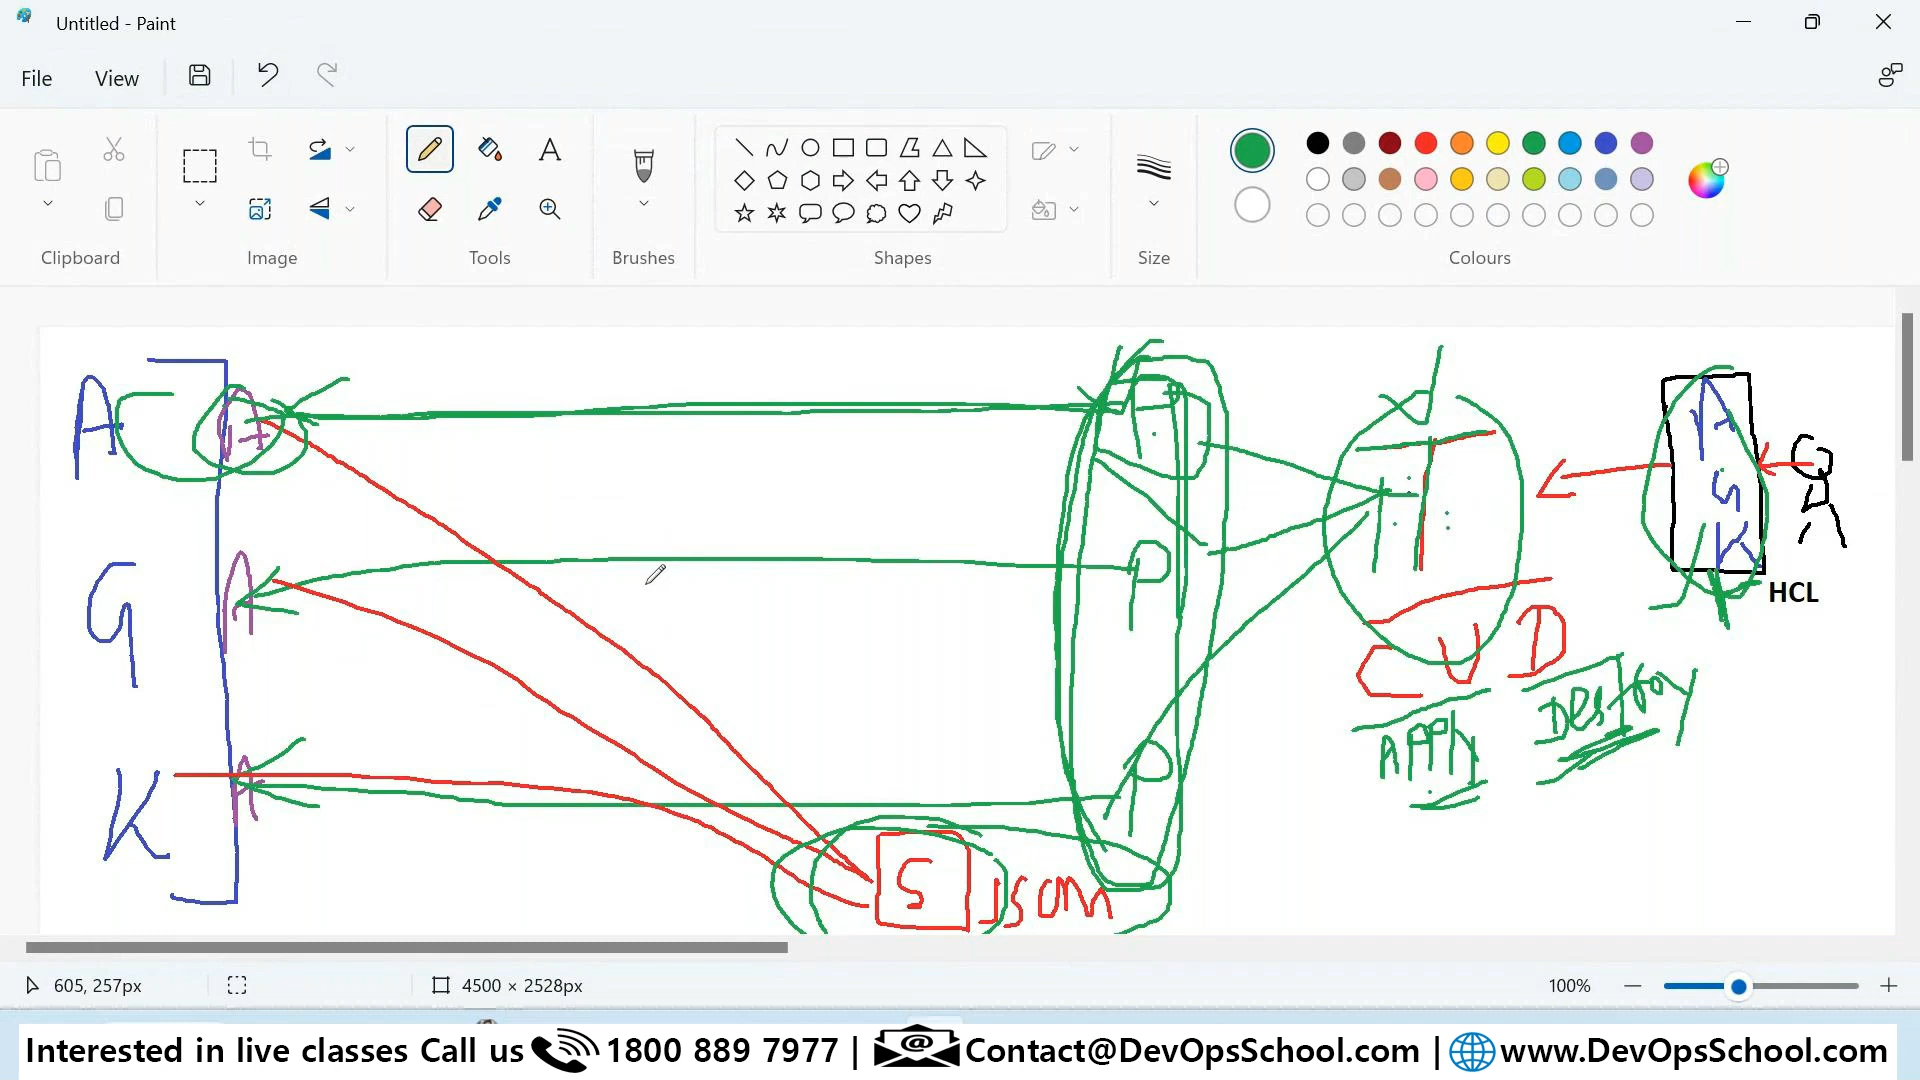 Untitled - Paint
File View
Clipboard Image Tools Brushes Shapes Size Colours
A A
G A
K A
A
G
K
HCL
C U D
APPly Destroy
S JSON
605, 257px 4500 × 2528px 100%
Interested in live classes Call us 1800 889 7977 | Contact@DevOpsSchool.com | www.DevOpsSchool.com